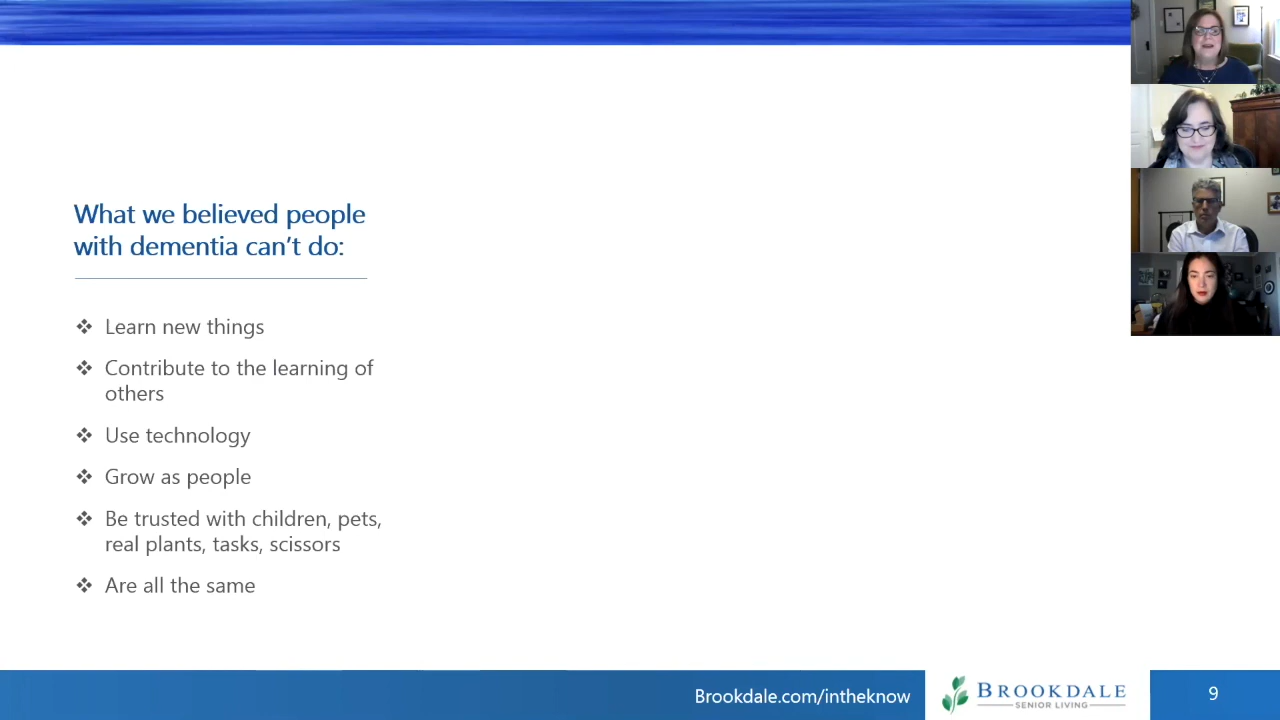 What we believed people
with dementia can't do:
❖ Learn new things
❖ Contribute to the learning of
others
❖ Use technology
❖ Grow as people
❖ Be trusted with children, pets,
real plants, tasks, scissors
❖ Are all the same
Brookdale.com/intheknow
BROOKDALE
SENIOR LIVING
9